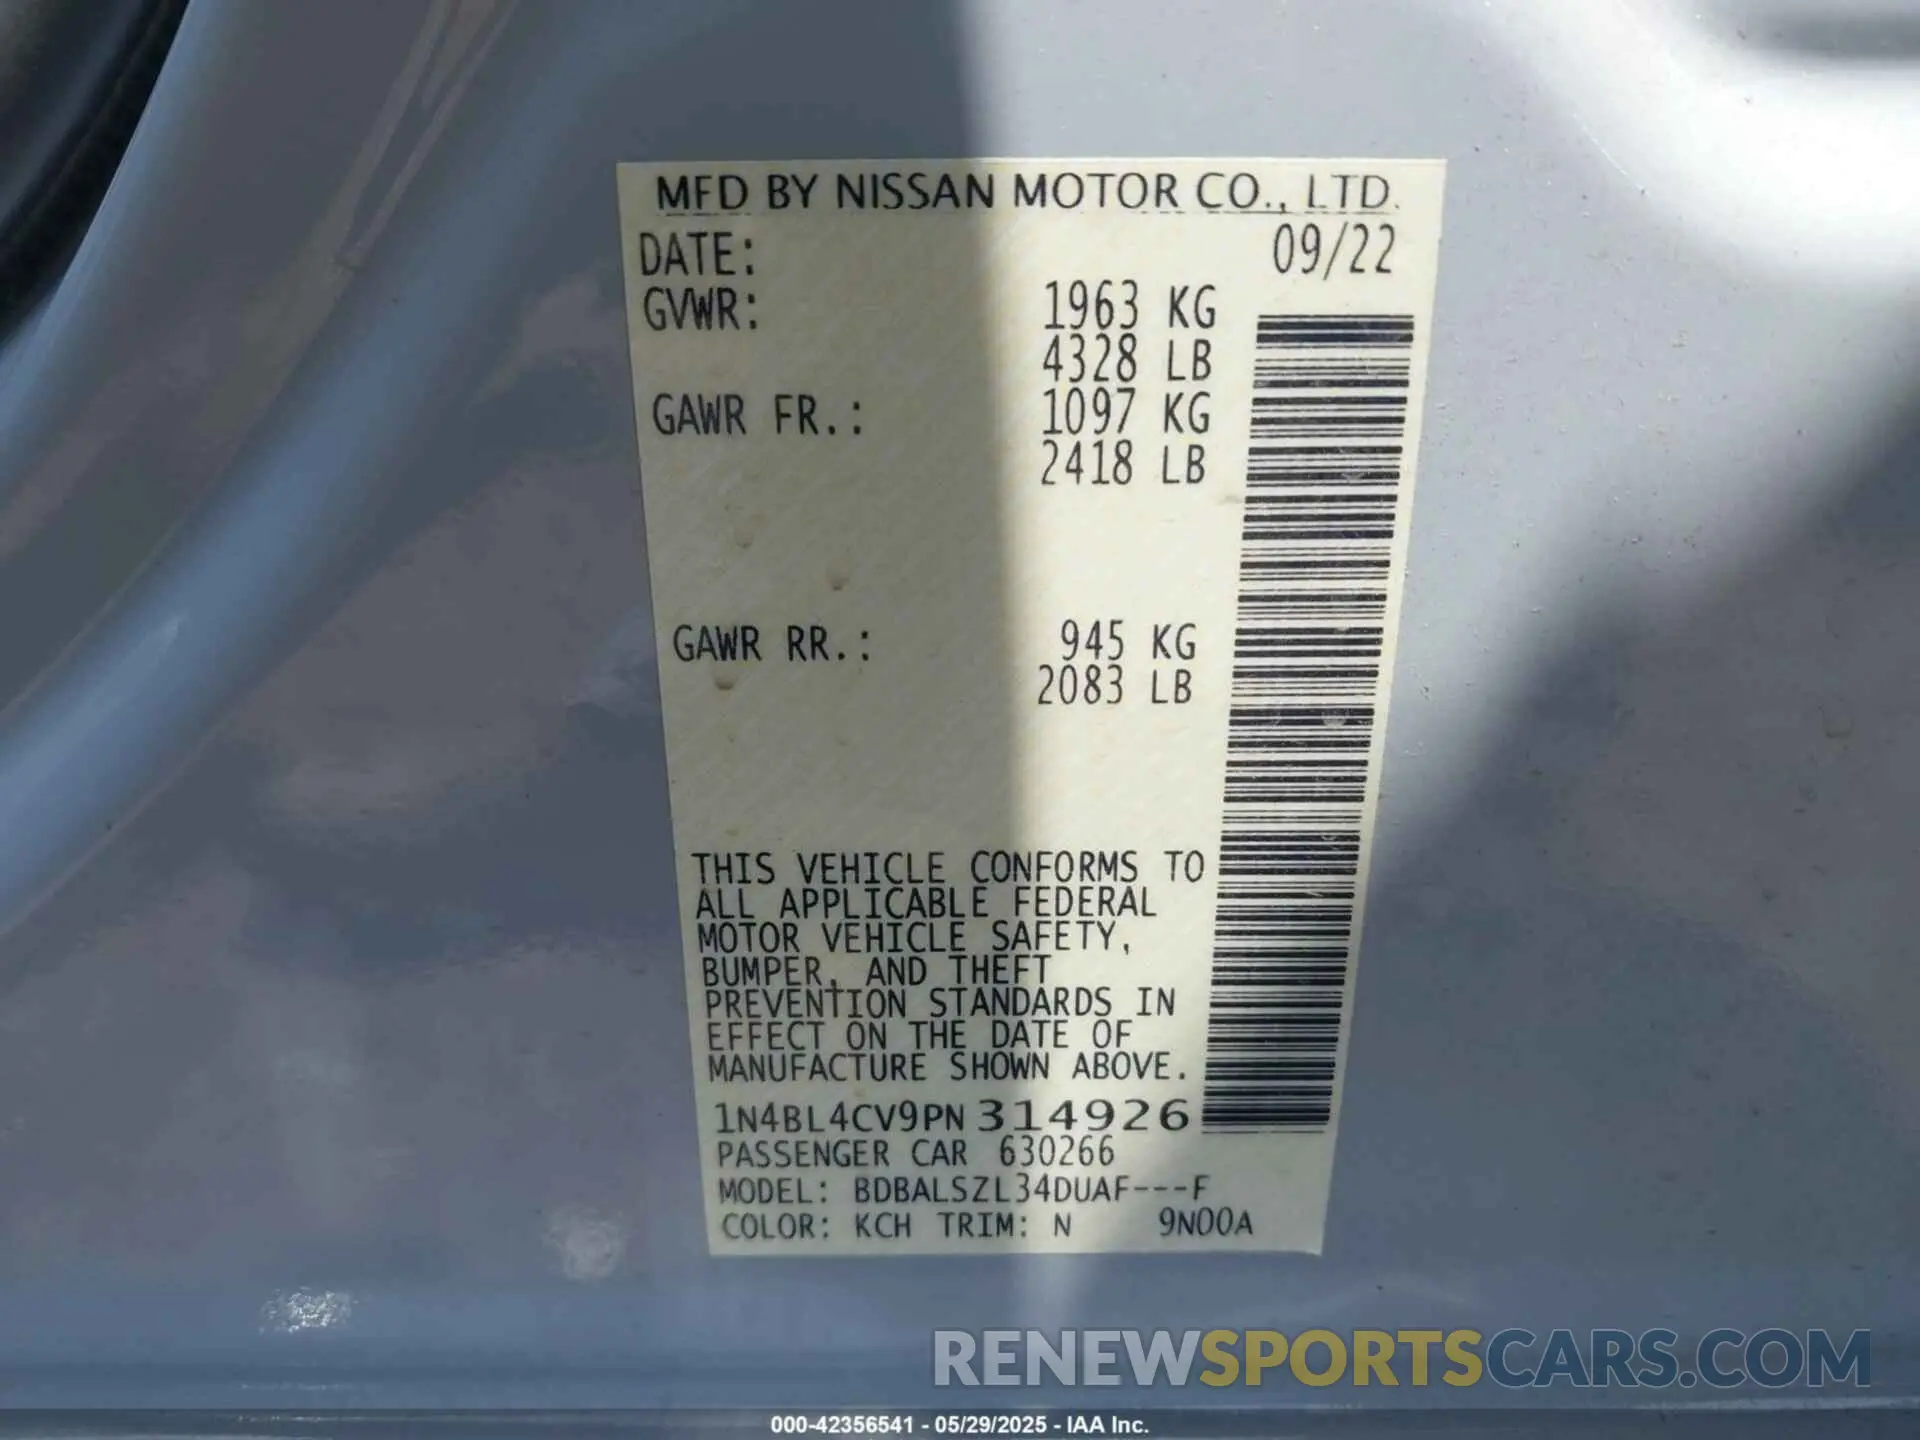 MFD BY NISSAN MOTOR CO., LTD.
DATE: 09/22
GVWR: 1963 KG
4328 LB
GAWR FR.: 1097 KG
2418 LB
GAWR RR.: 945 KG
2083 LB
THIS VEHICLE CONFORMS TO
ALL APPLICABLE FEDERAL
MOTOR VEHICLE SAFETY,
BUMPER, AND THEFT
PREVENTION STANDARDS IN
EFFECT ON THE DATE OF
MANUFACTURE SHOWN ABOVE.
1N4BL4CV9PN314926
PASSENGER CAR 630266
MODEL: BDBALSZL34DUAF---F
COLOR: KCH TRIM: N 9N00A
RENEWSPORTSCARS.COM
000-42356541 - 05/29/2025 - IAA Inc.